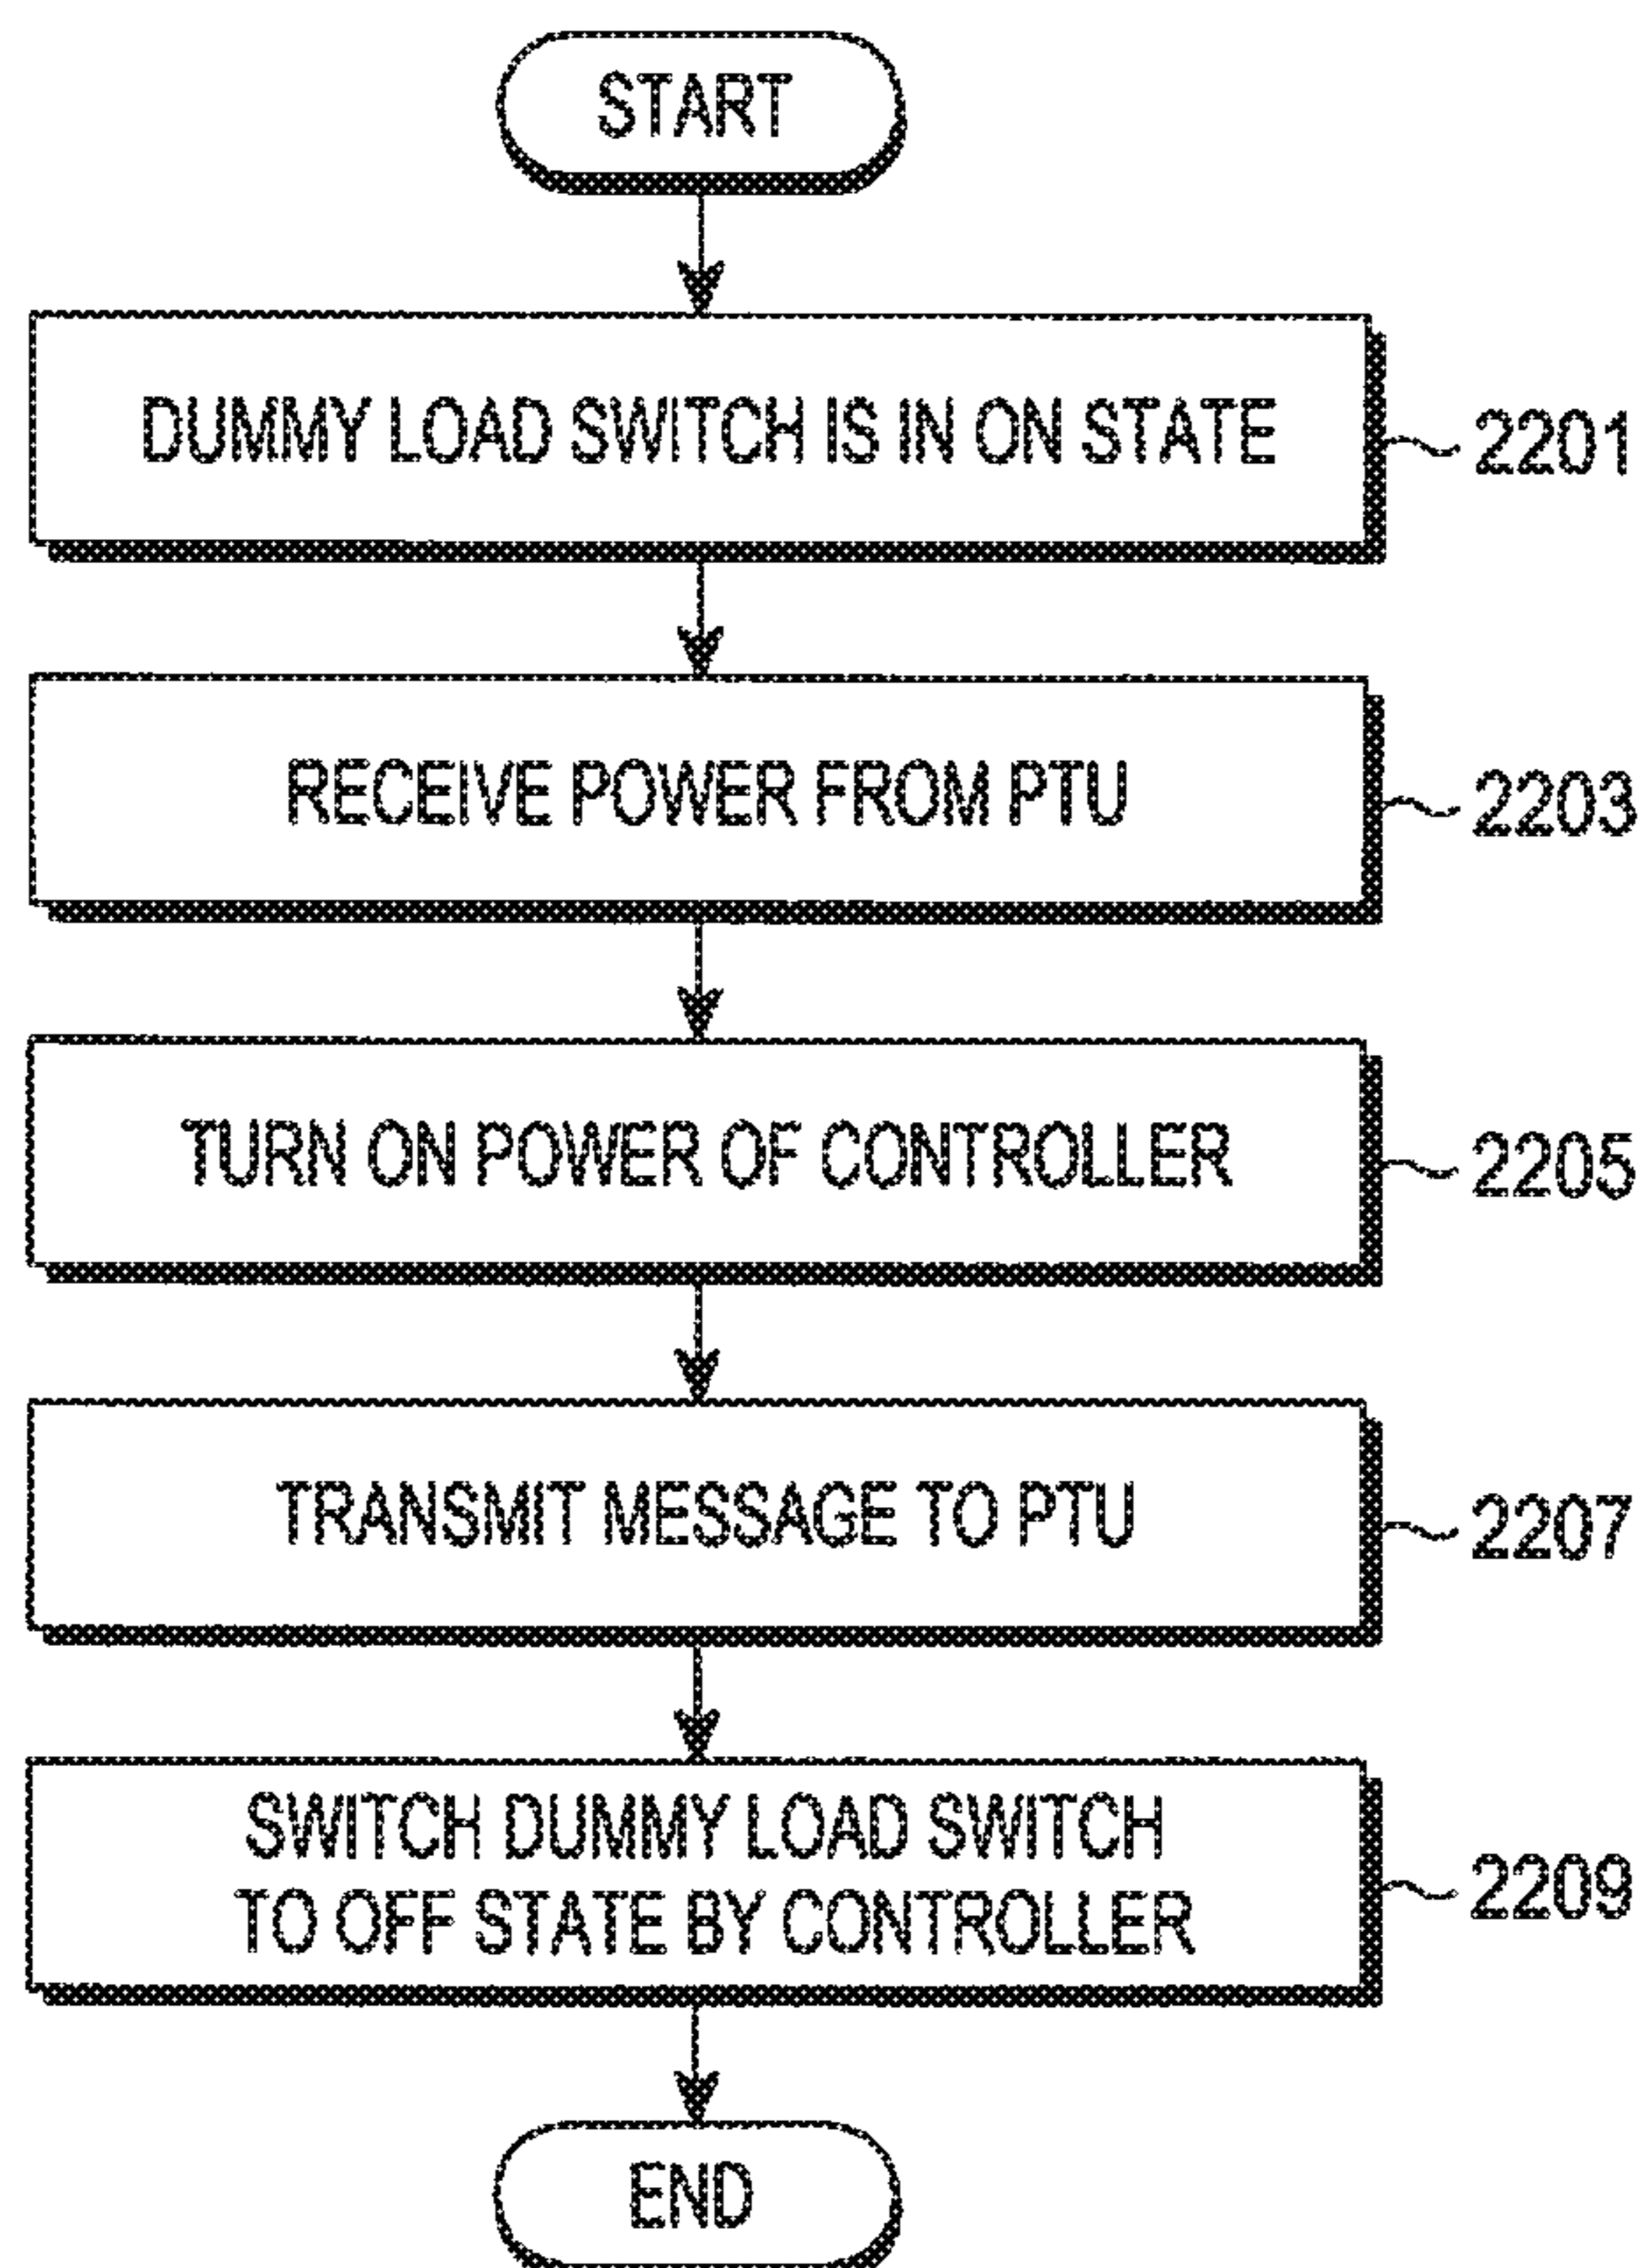 START
DUMMY LOAD SWITCH IS IN ON STATE
2201
RECEIVE POWER FROM PTU
2203
TURN ON POWER OF CONTROLLER
2205
TRANSMIT MESSAGE TO PTU
2207
SWITCH DUMMY LOAD SWITCH
TO OFF STATE BY CONTROLLER
2209
END